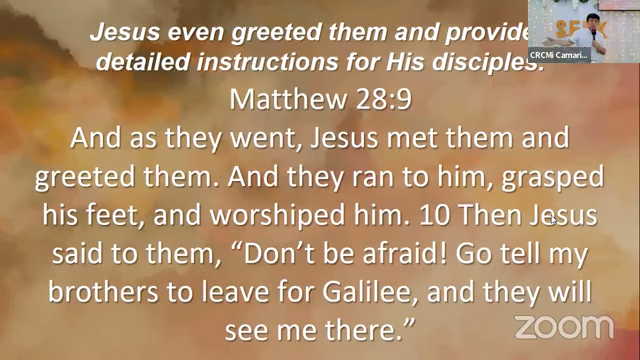 Jesus even greeted them and provide
detailed instructions for His disciples.
Matthew 28:9
And as they went, Jesus met them and
greeted them. And they ran to him, grasped
his feet, and worshiped him. 10 Then Jesus
said to them, “Don’t be afraid! Go tell my
brothers to leave for Galilee, and they will
see me there.”
CRCMi Camari...
zoom